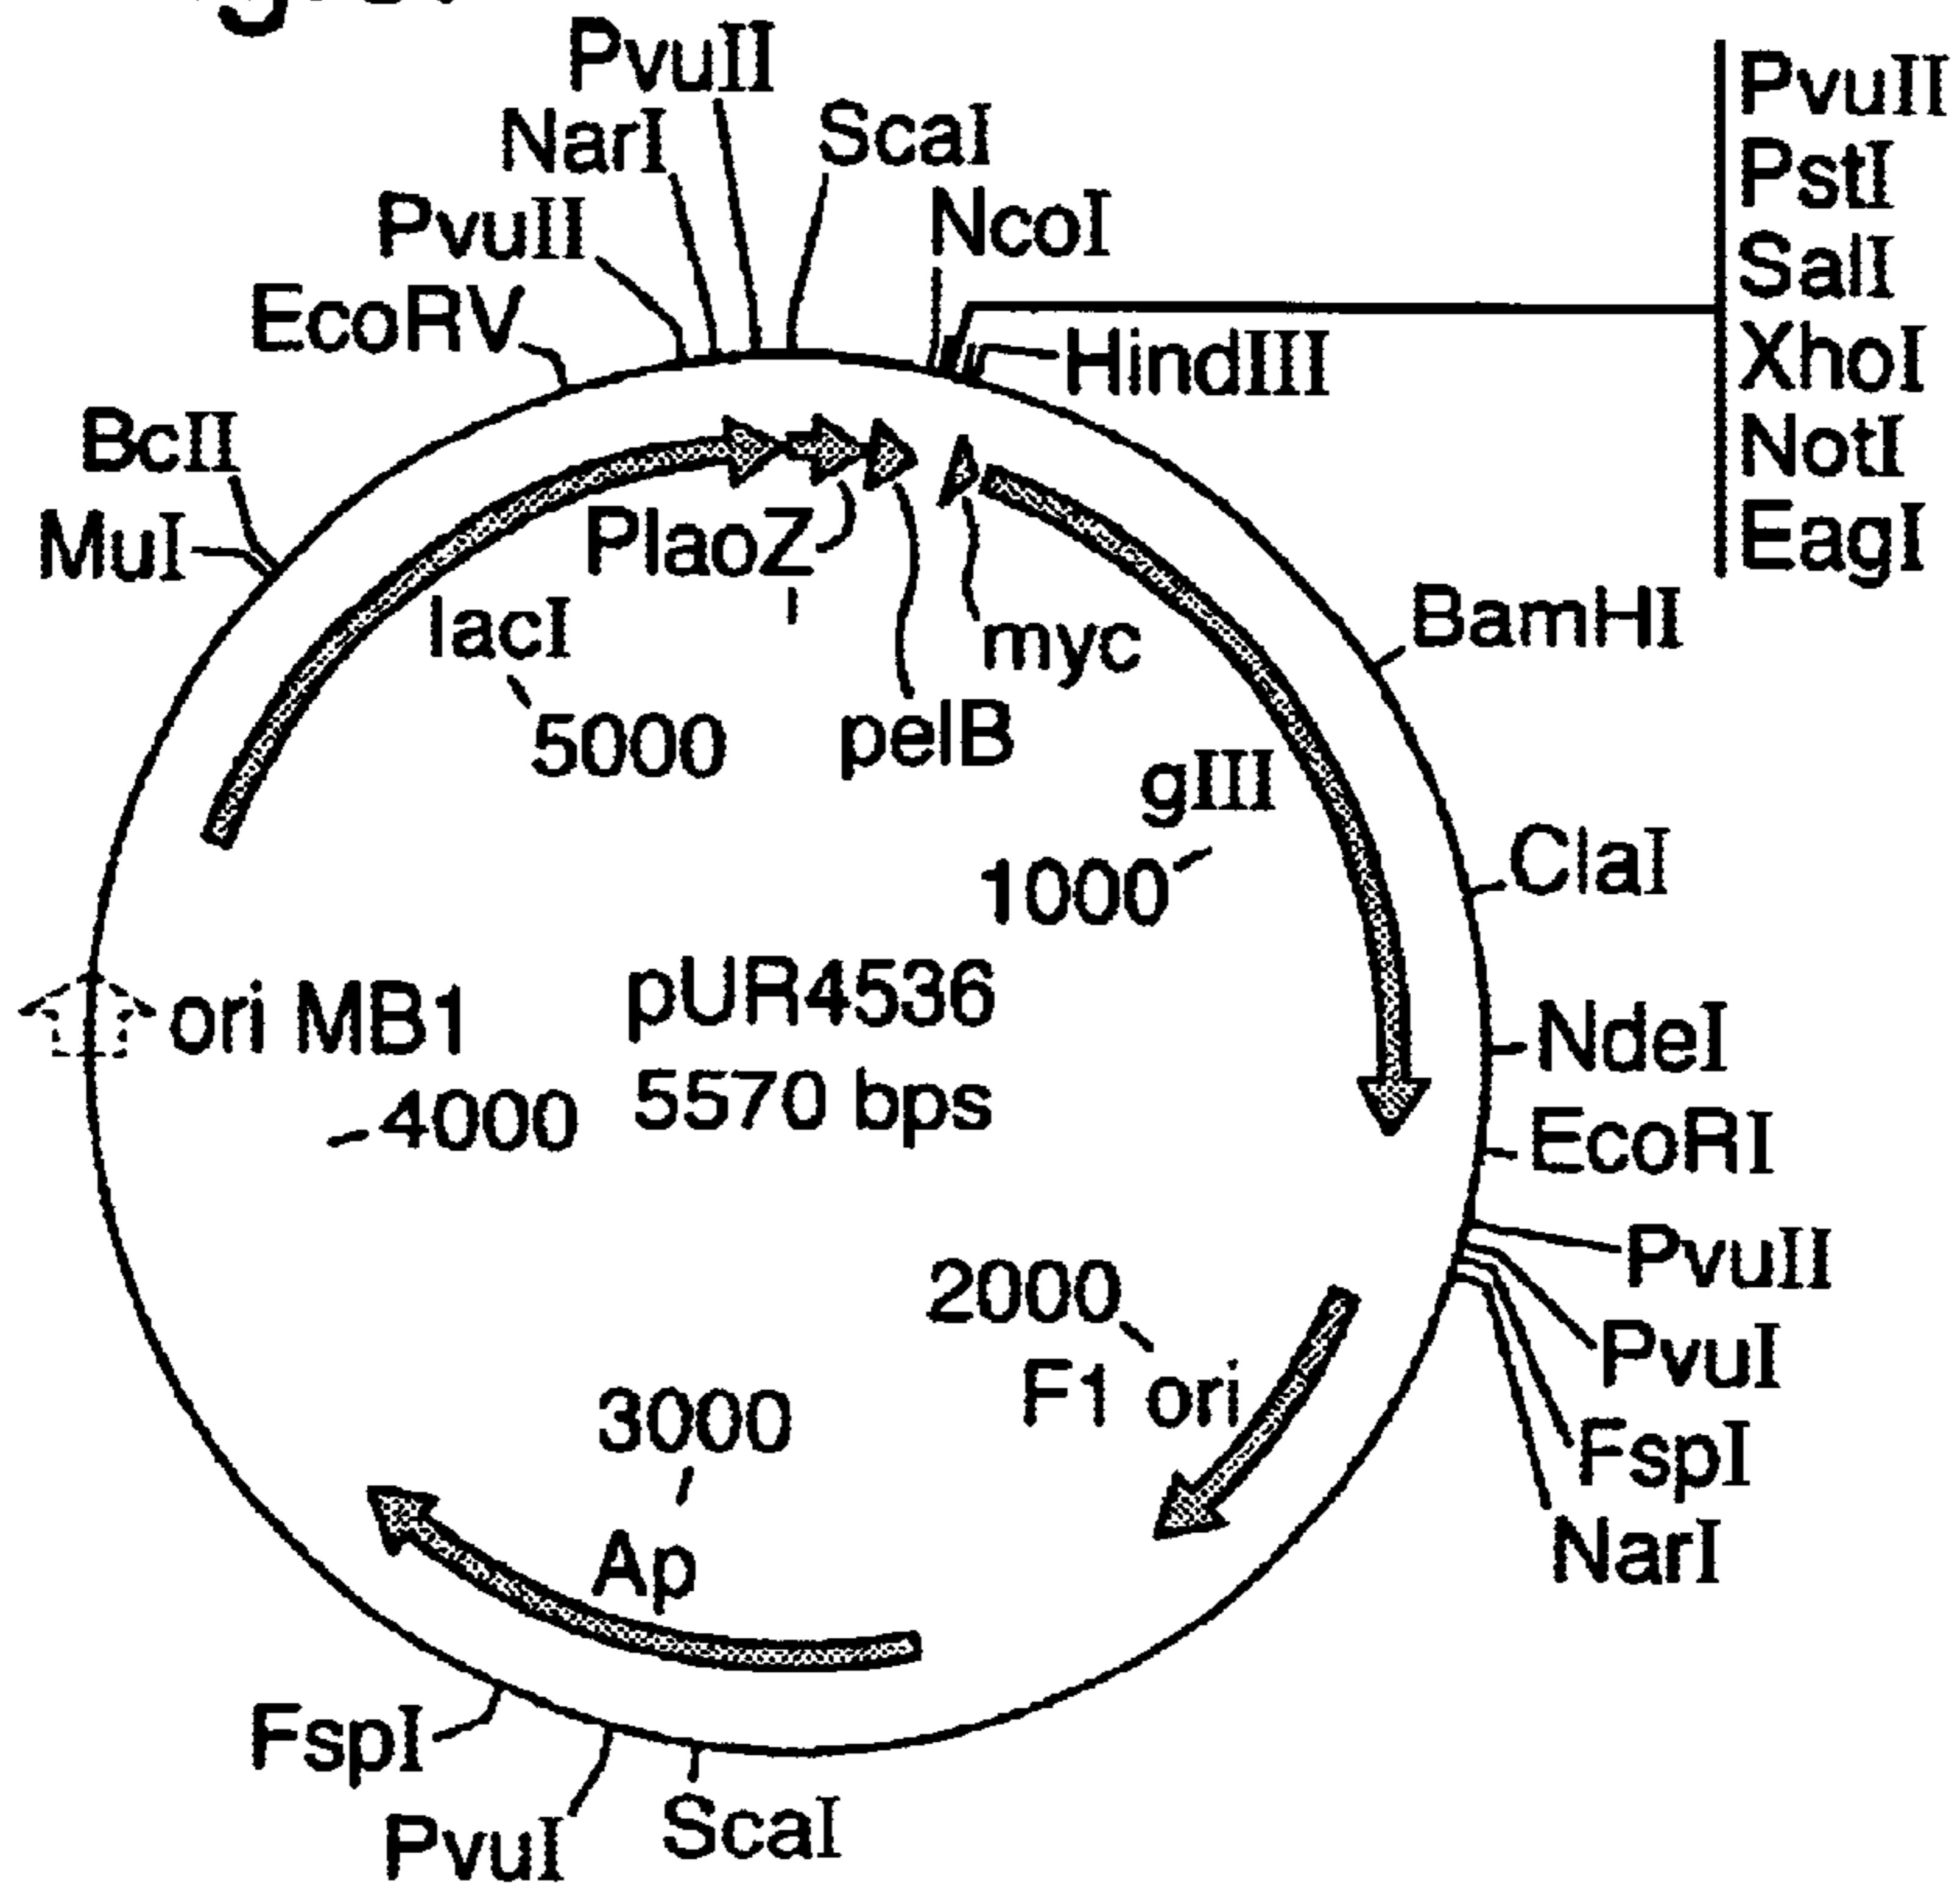 PvuII
NarI
ScaI
PvuII
NcoI
EcoRV
HindIII
PvuII
PstI
SalI
XhoI
NotI
EagI
BclI
MuI
PlaoZ
lacI
myc
5000
pelB
BamHI
gIII
1000
ClaI
ori MB1
pUR4536
5570 bps
4000
NdeI
EcoRI
2000
F1 ori
PvuII
PvuI
FspI
NarI
3000
Ap
FspI
PvuI
ScaI